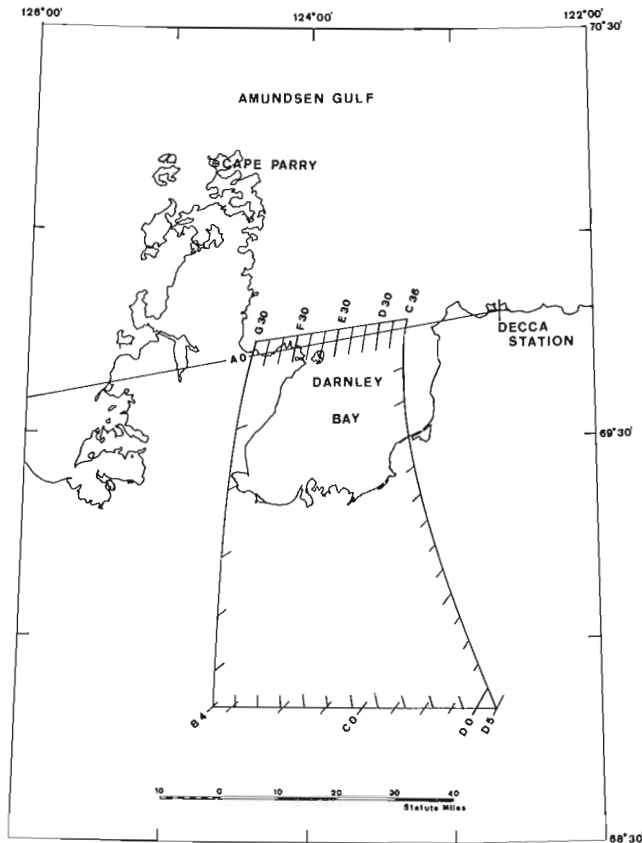 128°00'
124°00'
122°00'
70°30'
AMUNDSEN GULF
CAPE PARRY
G 30
F 30
E 30
D 30
C 36
DECCA
STATION
A 0
DARNLEY
BAY
69°30'
B 4
C 0
D 0
D 5
10 0 10 20 30 40
Statute Miles
68°30